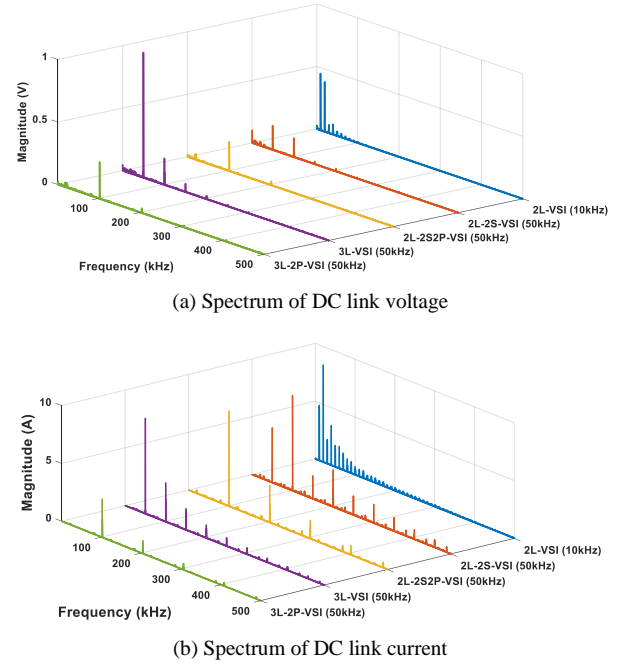 Magnitude (V)
1
0.5
0
100
200
300
400
500
Frequency (kHz)
2L-VSI (10kHz)
2L-2S-VSI (50kHz)
2L-2S2P-VSI (50kHz)
3L-VSI (50kHz)
3L-2P-VSI (50kHz)
(a) Spectrum of DC link voltage
Magnitude (A)
10
5
0
100
200
300
400
500
Frequency (kHz)
2L-VSI (10kHz)
2L-2S-VSI (50kHz)
2L-2S2P-VSI (50kHz)
3L-VSI (50kHz)
3L-2P-VSI (50kHz)
(b) Spectrum of DC link current